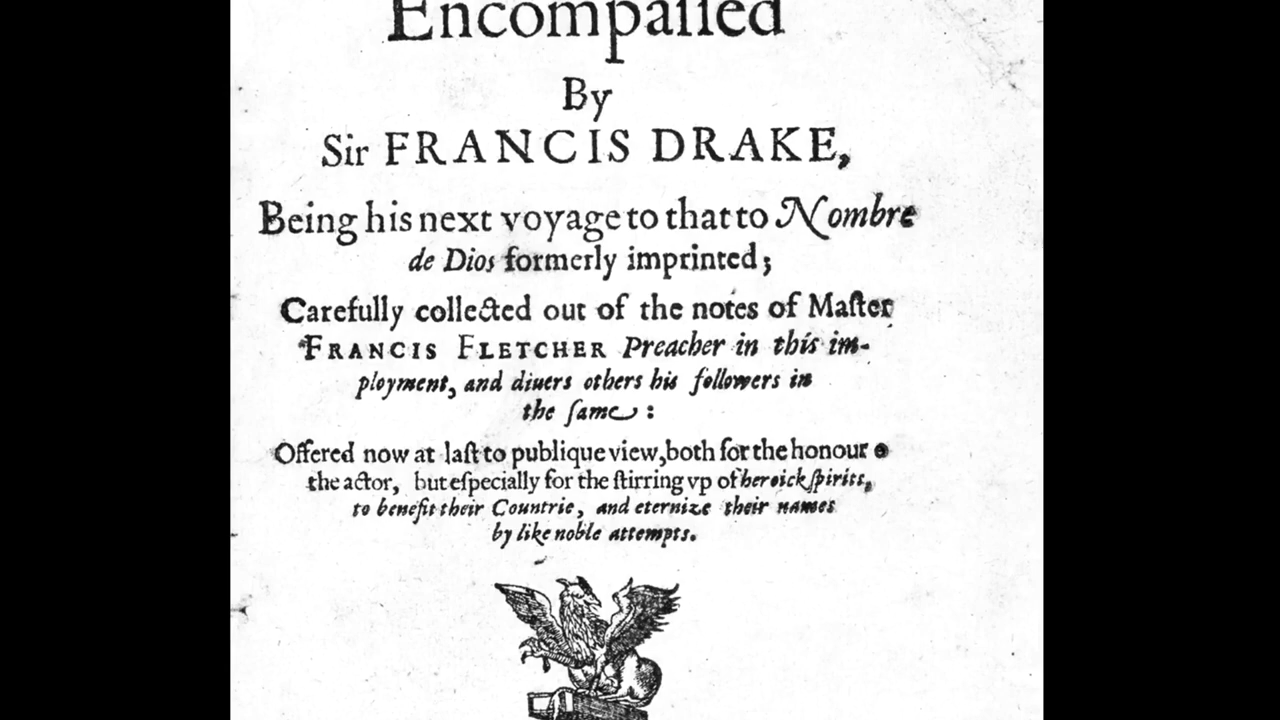 Encompaſſed
By
Sir FRANCIS DRAKE,
Being his next voyage to that to Nombre
de Dios formerly imprinted;
Carefully collected out of the notes of Maſter
FRANCIS FLETCHER Preacher in this im-
ployment, and diuers others his followers in
the ſame:
Offered now at laſt to publique view, both for the honour o
the actor, but eſpecially for the ſtirring vp of heroick ſpirits,
to benefit their Countrie, and eternize their names
by like noble attempts.